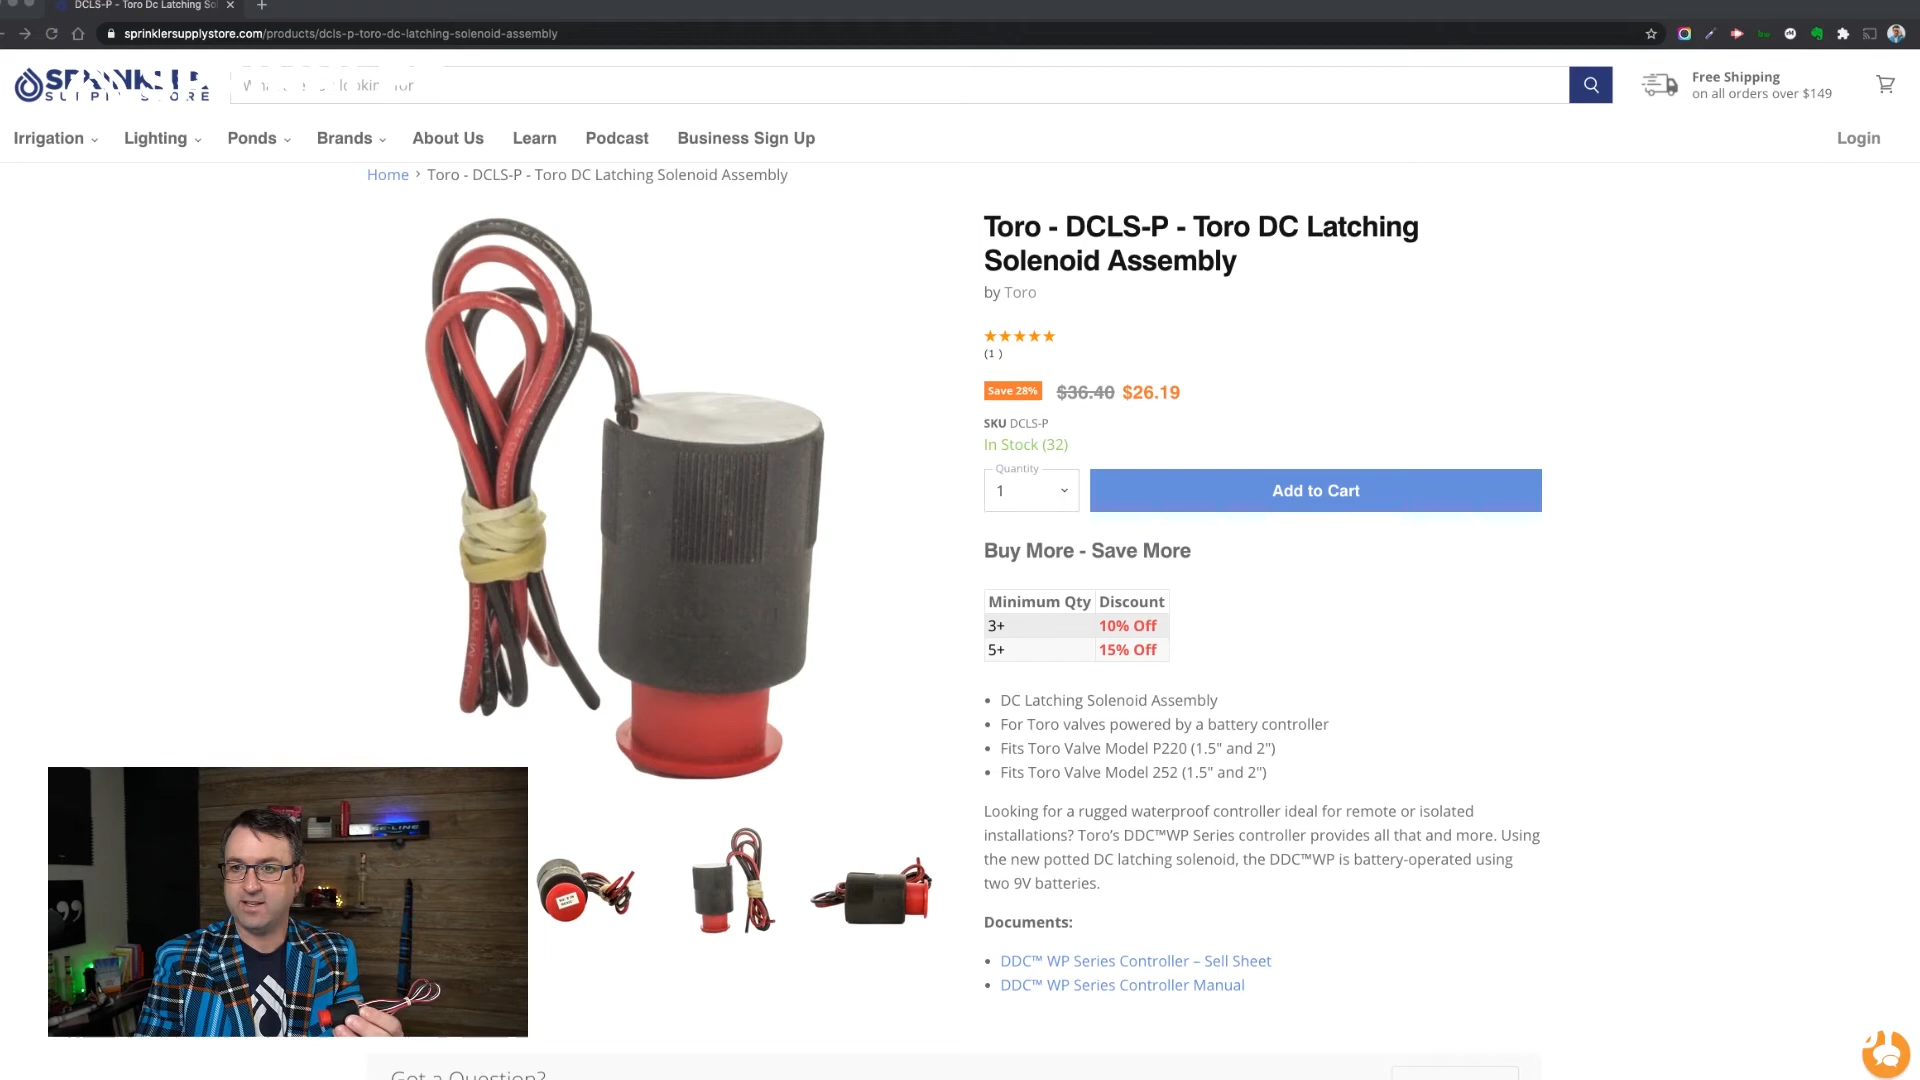 DCLS-P - Toro Dc Latching Sol
sprinklersupplystore.com/products/dcls-p-toro-dc-latching-solenoid-assembly
SUPPLY STORE
Free Shipping
on all orders over $149
Irrigation
Lighting
Ponds
Brands
About Us
Learn
Podcast
Business Sign Up
Login
Home › Toro - DCLS-P - Toro DC Latching Solenoid Assembly
Toro - DCLS-P - Toro DC Latching
Solenoid Assembly
by Toro
(1 )
Save 28% $36.40 $26.19
SKU DCLS-P
In Stock (32)
Quantity
1
Add to Cart
Buy More - Save More
Minimum Qty Discount
3+ 10% Off
5+ 15% Off
• DC Latching Solenoid Assembly
• For Toro valves powered by a battery controller
• Fits Toro Valve Model P220 (1.5" and 2")
• Fits Toro Valve Model 252 (1.5" and 2")
Looking for a rugged waterproof controller ideal for remote or isolated
installations? Toro's DDC™WP Series controller provides all that and more. Using
the new potted DC latching solenoid, the DDC™WP is battery-operated using
two 9V batteries.
Documents:
• DDC™ WP Series Controller – Sell Sheet
• DDC™ WP Series Controller Manual
Got a Question?